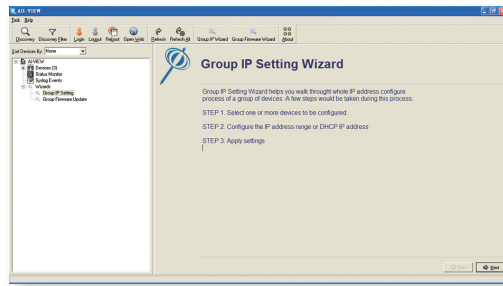 AII-VIEW
Task Help
Discovery Discovery Filter Login Logout Reboot Open Web Refresh Refresh All Group IP Wizard Group Firmware Wizard About
Sort Devices By: None
AII-VIEW
Devices (3)
Status Monitor
Syslog Events
Wizards
Group IP Setting
Group Firmware Update
Group IP Setting Wizard
Group IP Setting Wizard helps you walk throught whole IP address configure
process of a group of devices. A few steps would be taken during this process:
STEP 1. Select one or more devices to be configured.
STEP 2. Configure the IP address range or DHCP IP address
STEP 3. Apply settings
Next